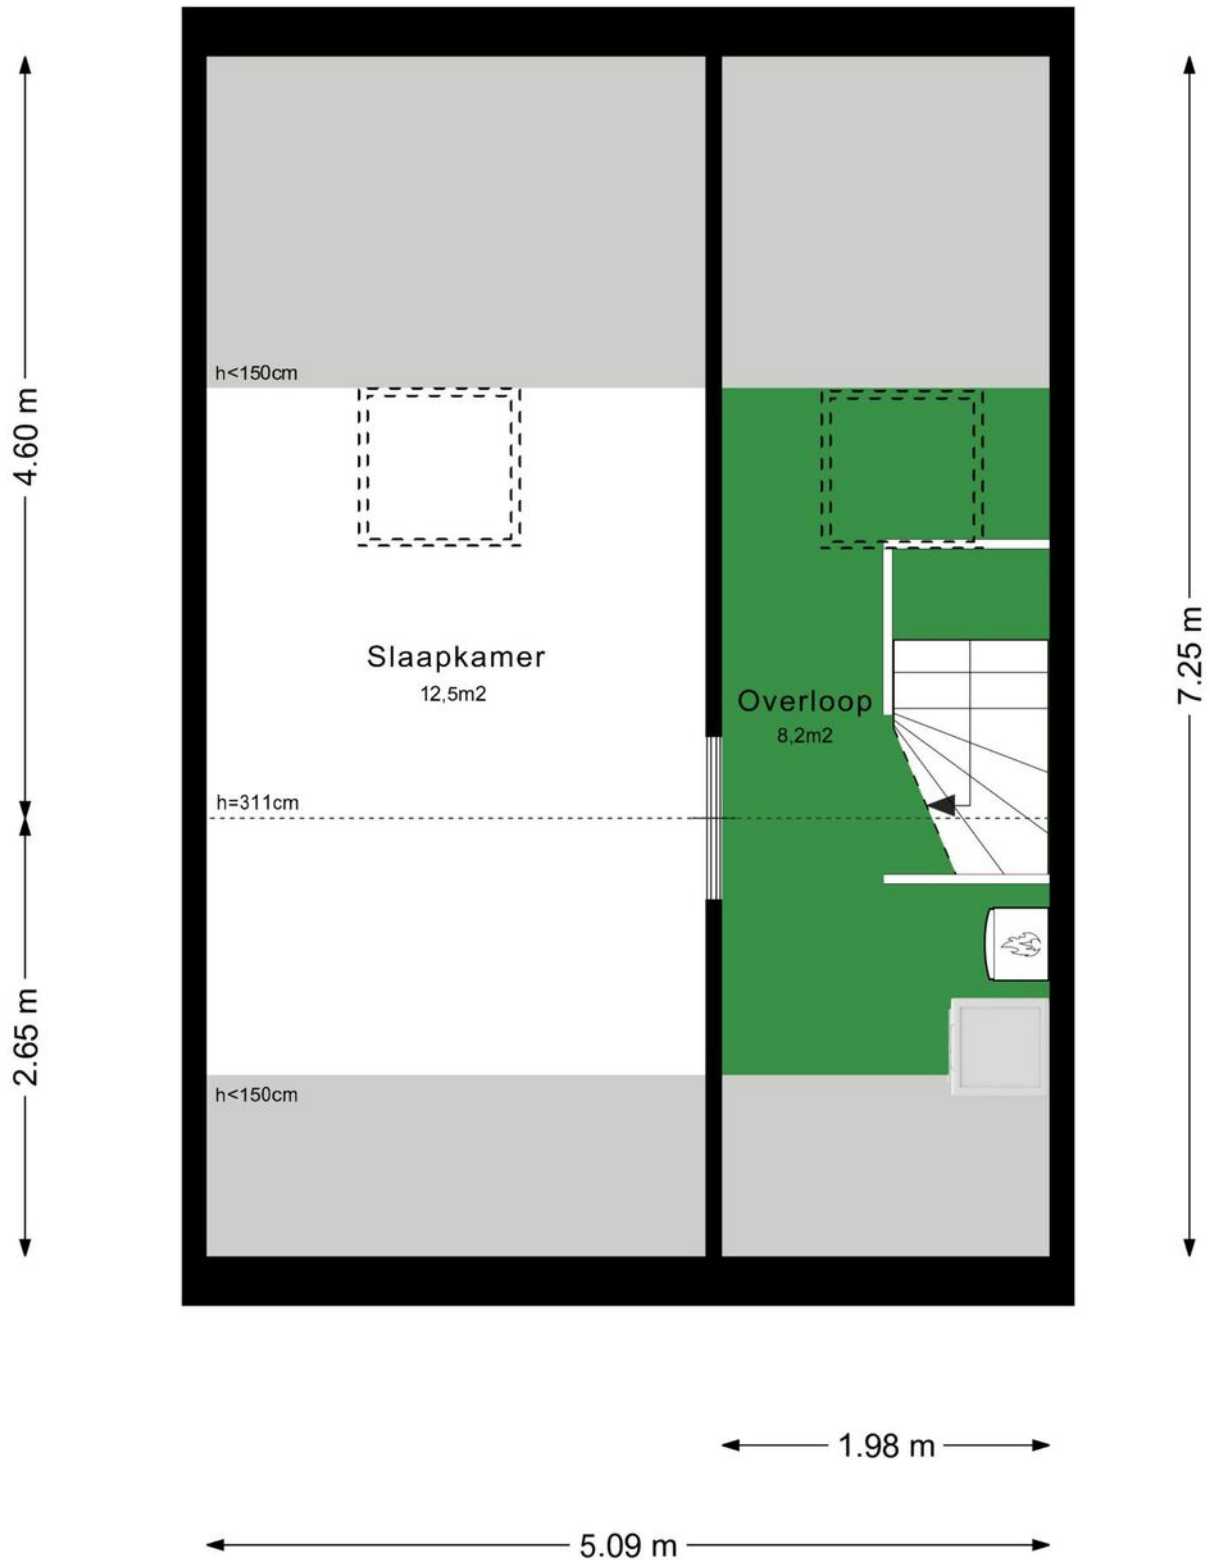 h<150cm
4.60 m
7.25 m
Slaapkamer
12,5m2
Overloop
8,2m2
h=311cm
2.65 m
h<150cm
1.98 m
5.09 m